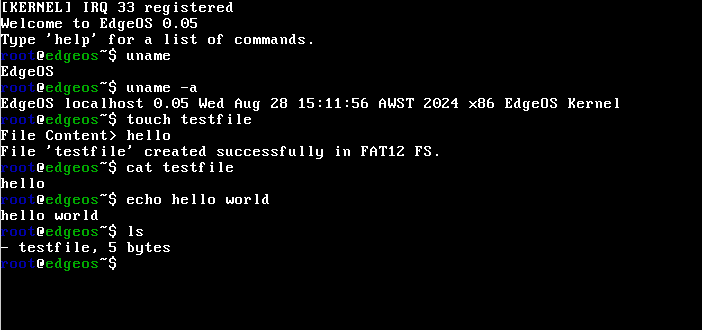 [KERNEL] IRQ 33 registered
Welcome to EdgeOS 0.05
Type 'help' for a list of commands.
root@edgeos~$ uname
EdgeOS
root@edgeos~$ uname -a
EdgeOS localhost 0.05 Wed Aug 28 15:11:56 AWST 2024 x86 EdgeOS Kernel
root@edgeos~$ touch testfile
File Content> hello
File 'testfile' created successfully in FAT12 FS.
root@edgeos~$ cat testfile
hello
root@edgeos~$ echo hello world
hello world
root@edgeos~$ ls
- testfile, 5 bytes
root@edgeos~$